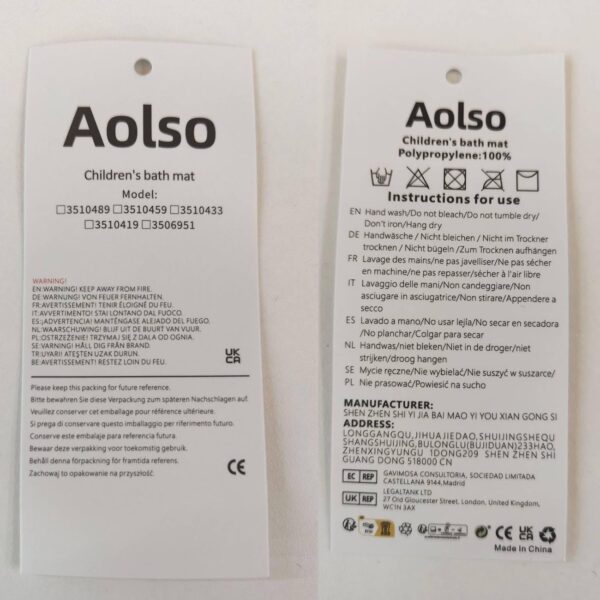 Aolso
Children's bath mat
Model:
□3510489 □3510459 □3510433
□3510419 □3506951
WARNING!
EN:WARNING! KEEP AWAY FROM FIRE.
DE:WARNUNG! VON FEUER FERNHALTEN.
FR:AVERTISSEMENT! TENIR ÉLOIGNÉ DU FEU.
IT:AVVERTIMENTO! STAI LONTANO DAL FUOCO.
ES:¡ADVERTENCIA! MANTÉNGASE ALEJADO DEL FUEGO.
NL:WAARSCHUWING! BLIJF UIT DE BUURT VAN VUUR.
PL:OSTRZEŻENIE! TRZYMAJ SIĘ Z DALA OD OGNIA.
SE:VARNING! HÅLL DIG FRÅN BRAND.
TR:UYARI! ATEŞTEN UZAK DURUN.
BE:AVERTISSEMENT! RESTEZ LOIN DU FEU.
UK
CA
Please keep this packing for future reference.
Bitte bewahren Sie diese Verpackung zum späteren Nachschlagen auf.
Veuillez conserver cet emballage pour référence ultérieure.
Si prega di conservare questo imballaggio per riferimento futuro.
Conserve este embalaje para referencia futura.
Bewaar deze verpakking voor toekomstig gebruik.
Behåll denna förpackning för framtida referens.
Zachowaj to opakowanie na przyszłość.
CE
Aolso
Children's bath mat
Polypropylene:100%
Instructions for use
EN Hand wash/Do not bleach/Do not tumble dry/
Don't iron/Hang dry
DE Handwäsche / Nicht bleichen / Nicht im Trockner
trocknen / Nicht bügeln /Zum Trocknen aufhängen
FR Lavage des mains/ne pas javelliser/Ne pas sécher
en machine/ne pas repasser/sécher à l'air libre
IT Lavaggio delle mani/Non candeggiare/Non
asciugare in asciugatrice/Non stirare/Appendere a
secco
ES Lavado a mano/No usar lejla/No secar en secadora
/No planchar/Colgar para secar
NL Handwas/niet bleken/Niet in de droger/niet
strijken/droog hangen
SE Mycie ręczne/Nie wybielać/Nie suszyć w suszarce/
PL Nie prasować/Powiesić na sucho
MANUFACTURER:
SHEN ZHEN SHI YI JIA BAI MAO YI YOU XIAN GONG SI
ADDRESS:
LONGGANGQU,JIHUAJIEDAO,SHUIJINGSHEQU
SHANGSHUIJING,BULONGLU(BUJIDUAN)233HAO,
ZHENXINGYUNGU 1DONG209 SHEN ZHEN SHI
GUANG DONG 518000 CN
EC REP GAVIMOSA CONSULTORIA, SOCIEDAD LIMITADA
CASTELLANA 9144,Madrid
UK REP LEGALTANK LTD
27 Old Gloucester Street, London, United Kingdom,
WC1N 3AX
CE UK
CA
Made In China